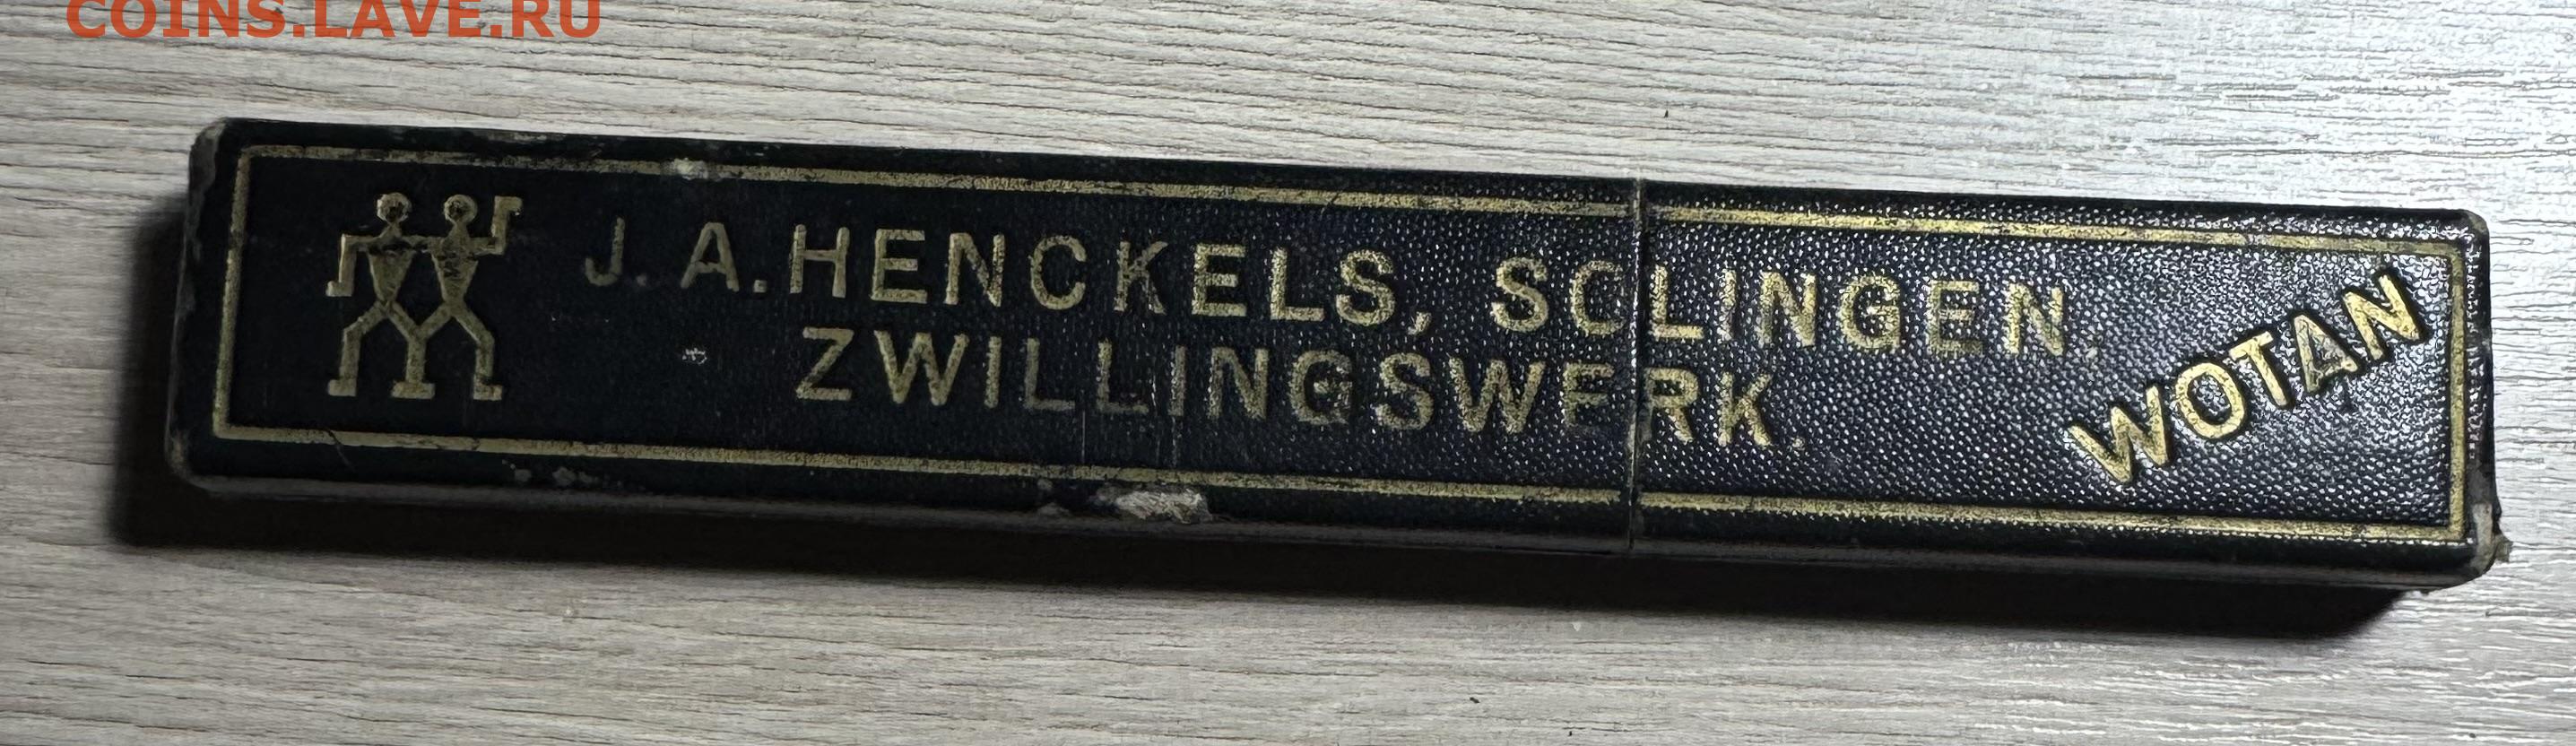 COINS.LAVE.RU
J. A. HENCKELS, SOLINGEN.
ZWILLINGSWERK.
WOTAN